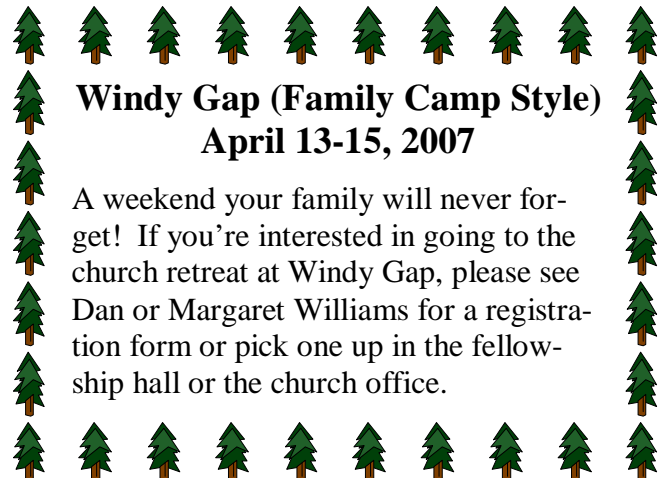 Windy Gap (Family Camp Style)
April 13-15, 2007
A weekend your family will never for-
get!  If you're interested in going to the
church retreat at Windy Gap, please see
Dan or Margaret Williams for a registra-
tion form or pick one up in the fellow-
ship hall or the church office.